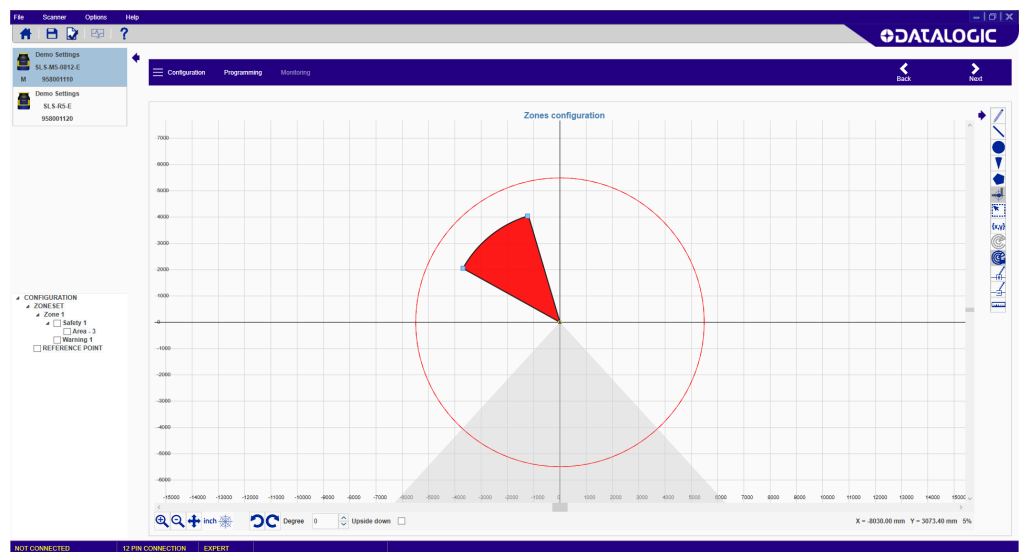 File Scanner Options Help
DATALOGIC
Demo Settings
SLS-M5-0812-E
M 958001110
Demo Settings
SLS-R5-E
958001120
Configuration Programming Monitoring Back Next
Zones configuration
7000
6000
5000
4000
3000
2000
1000
0
-1000
-2000
-3000
-4000
-5000
-6000
-15000 -14000 -13000 -12000 -11000 -10000 -9000 -8000 -7000 -6000 -5000 -4000 -3000 -2000 -1000 0 1000 2000 3000 4000 5000 6000 7000 8000 9000 10000 11000 12000 13000 14000 15000
{x,y}
CONFIGURATION
ZONESET
Zone 1
Safety 1
Area - 3
Warning 1
REFERENCE POINT
inch Degree 0 Upside down X = -8030.00 mm Y = 3073.40 mm 5%
NOT CONNECTED 12 PIN CONNECTION EXPERT